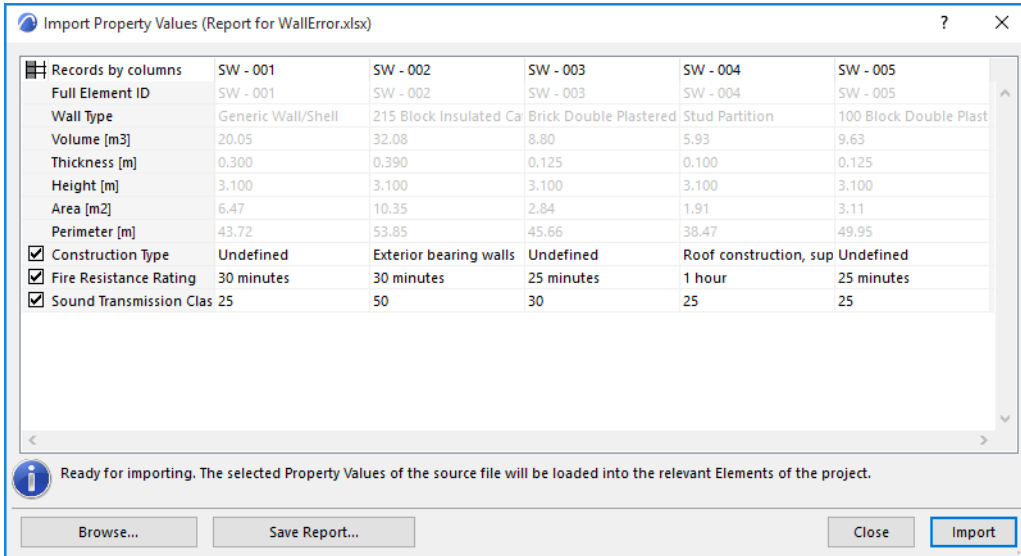 Import Property Values (Report for WallError.xlsx)
Records by columns SW - 001 SW - 002 SW - 003 SW - 004 SW - 005
Full Element ID SW - 001 SW - 002 SW - 003 SW - 004 SW - 005
Wall Type Generic Wall/Shell 215 Block Insulated Ca Brick Double Plastered Stud Partition 100 Block Double Plast
Volume [m3] 20.05 32.08 8.80 5.93 9.63
Thickness [m] 0.300 0.390 0.125 0.100 0.125
Height [m] 3.100 3.100 3.100 3.100 3.100
Area [m2] 6.47 10.35 2.84 1.91 3.11
Perimeter [m] 43.72 53.85 45.66 38.47 49.95
Construction Type Undefined Exterior bearing walls Undefined Roof construction, sup Undefined
Fire Resistance Rating 30 minutes 30 minutes 25 minutes 1 hour 25 minutes
Sound Transmission Clas 25 50 30 25 25
Ready for importing. The selected Property Values of the source file will be loaded into the relevant Elements of the project.
Browse... Save Report... Close Import